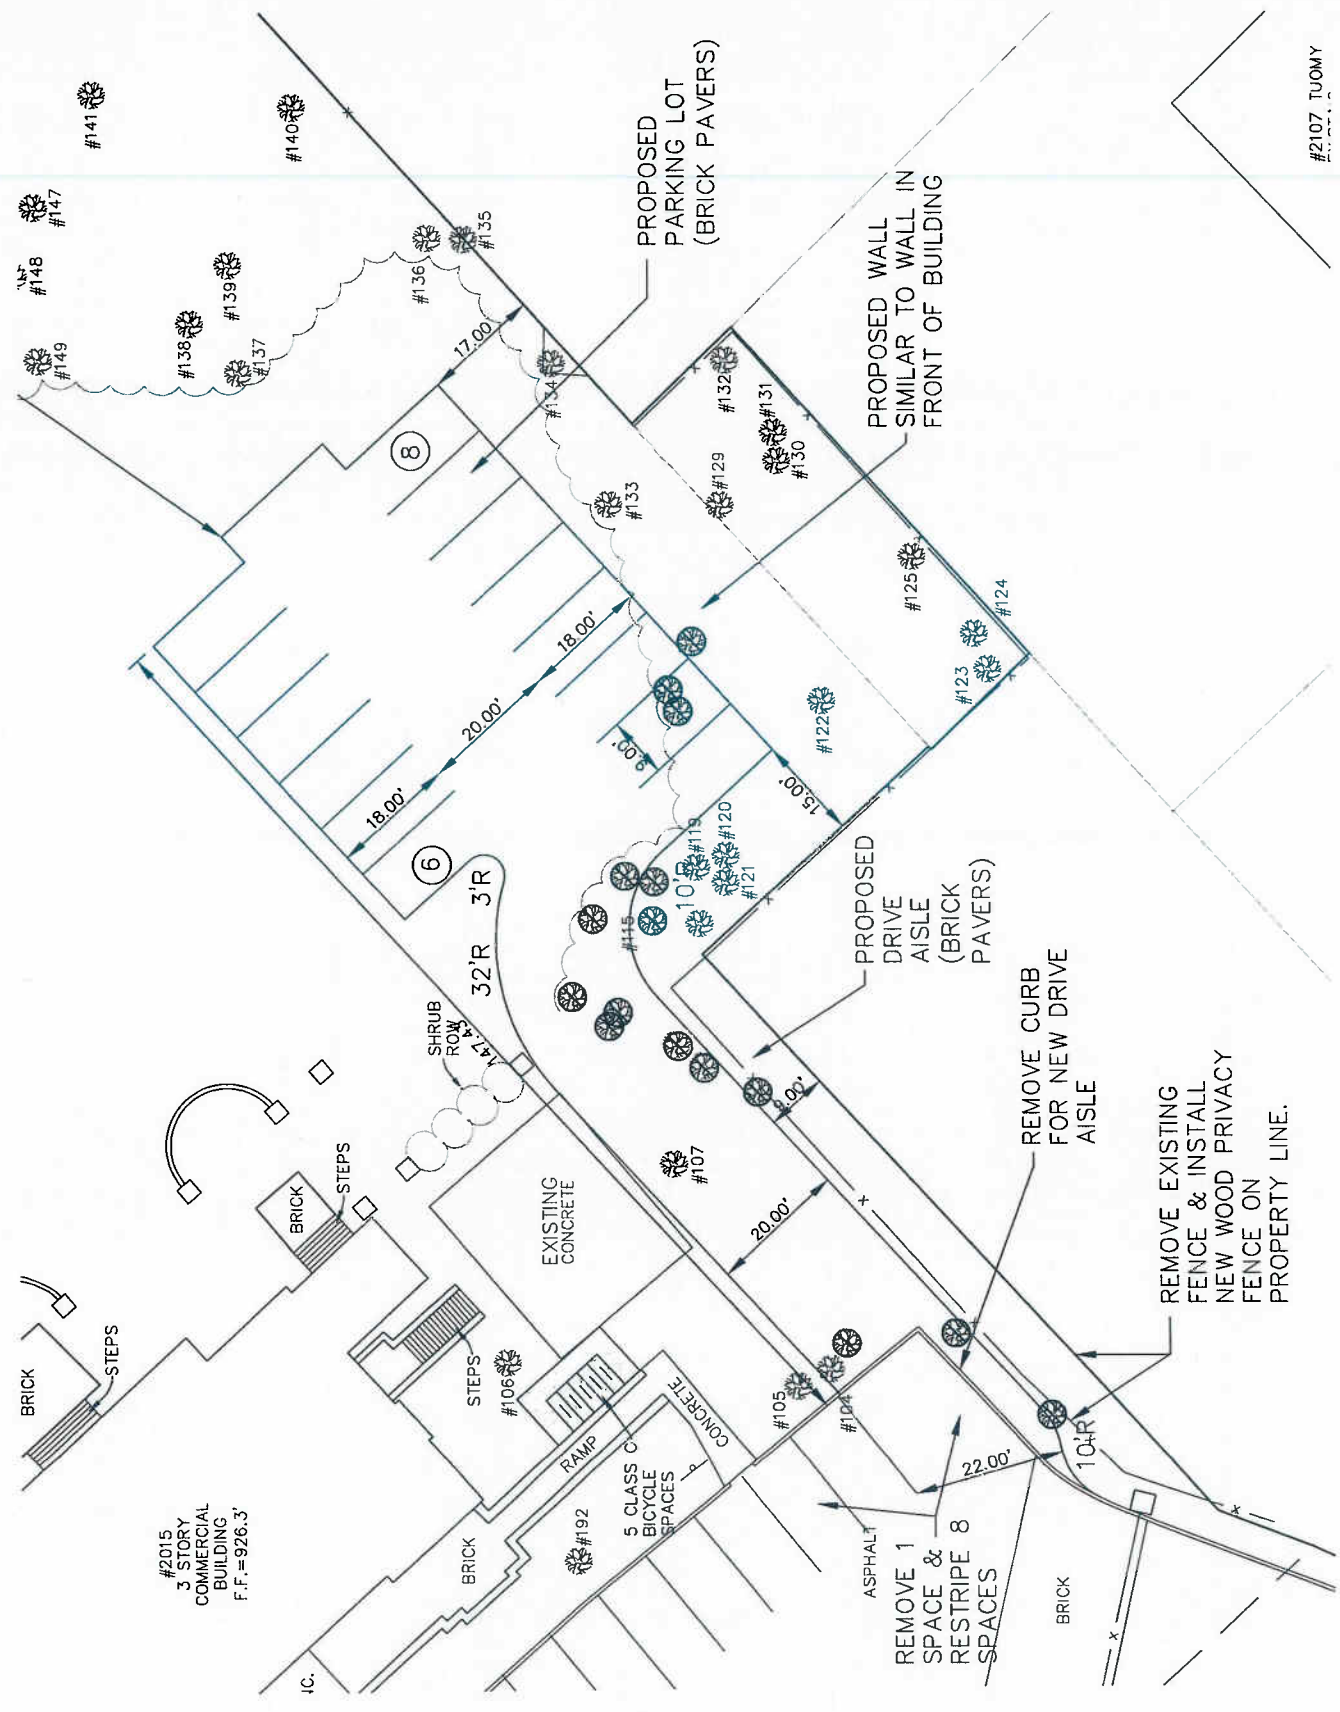 #141
#140
#147
#148
#139
#138
#149
#137
#136
#135
#2107 TUOMY
PROPOSED
PARKING LOT
(BRICK PAVERS)
17.00
#134
8
#133
#132
#131
#130
#129
PROPOSED WALL
SIMILAR TO WALL IN
FRONT OF BUILDING
#125
#124
#123
#122
18.00'
20.00'
18.00'
9.00'
15.00'
6
3'R
32'R
10'R
#119
#120
#121
#115
SHRUB
ROW
147.45
PROPOSED
DRIVE
AISLE
(BRICK
PAVERS)
9.00'
REMOVE CURB
FOR NEW DRIVE
AISLE
REMOVE EXISTING
FENCE & INSTALL
NEW WOOD PRIVACY
FENCE ON
PROPERTY LINE.
#107
20.00'
EXISTING
CONCRETE
BRICK
STEPS
BRICK
STEPS
STEPS
#106
#105
#104
CONCRETE
RAMP
5 CLASS C
BICYCLE
SPACES
#192
#2015
3 STORY
COMMERCIAL
BUILDING
F.F.=926.3'
BRICK
IC.
ASPHALT
REMOVE 1
SPACE &
RESTRIPE 8
SPACES
22.00'
10'R
BRICK